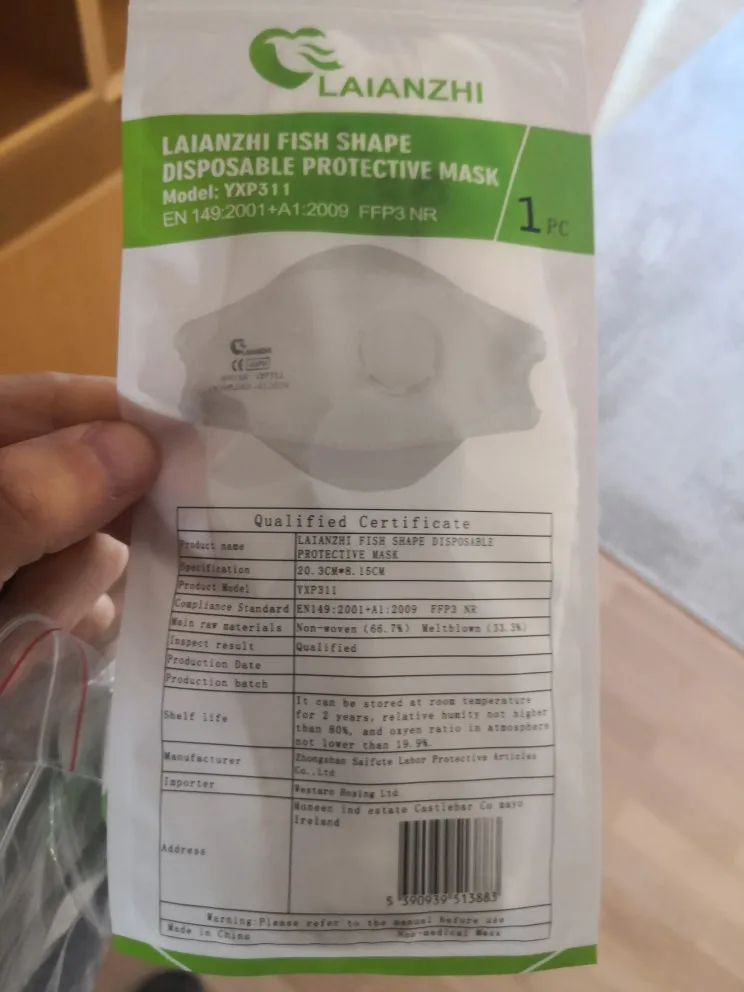 LAIANZHI
LAIANZHI FISH SHAPE
DISPOSABLE PROTECTIVE MASK
Model: YXP311
EN 149:2001+A1:2009 FFP3 NR
1 PC
LAIANZHI
CE
Qualified Certificate
Product name LAIANZHI FISH SHAPE DISPOSABLE
PROTECTIVE MASK
Specification 20.3CM*8.15CM
Product Model YXP311
Compliance Standard EN149:2001+A1:2009 FFP3 NR
Main raw materials Non-woven (66.7%) Meltblown (33.3%)
Inspect result Qualified
Production Date
Production batch
Shelf life It can be stored at room temperature
for 2 years, relative humity not higher
than 80%, and oxyen ratio in atmosphere
not lower than 19.9%.
Manufacturer Zhongshan Saifute Labor Protective Articles
Co.,Ltd
Importer Westaro Hosing Ltd.
Address Moneen ind estate Castlebar Co mayo
Ireland
5 390939 513883
Warning:Please refer to the manual before use
Made in China Non-medical Mask